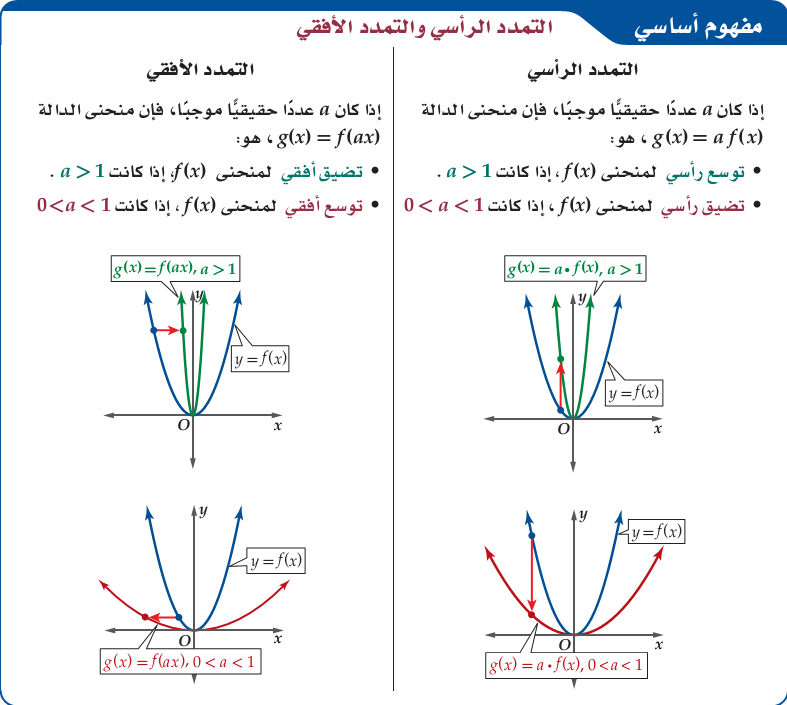 مفهوم أساسي
التمدد الرأسي والتمدد الأفقي
التمدد الرأسي
إذا كان a عددًا حقيقيًّا موجبًا، فإن منحنى الدالة
g(x) = a f(x) ، هو:
• توسع رأسي لمنحنى f(x) ، إذا كانت a > 1 .
• تضيق رأسي لمنحنى f(x) ، إذا كانت 0 < a < 1
g(x) = a • f(x), a > 1
y
y = f(x)
O
x
y
y = f(x)
O
x
g(x) = a • f(x), 0 < a < 1
التمدد الأفقي
إذا كان a عددًا حقيقيًّا موجبًا، فإن منحنى الدالة
g(x) = f(ax) ، هو:
• تضيق أفقي لمنحنى f(x)، إذا كانت a > 1 .
• توسع أفقي لمنحنى f(x) ، إذا كانت 0 < a < 1
g(x) = f(ax), a > 1
y
y = f(x)
O
x
y
y = f(x)
O
x
g(x) = f(ax), 0 < a < 1